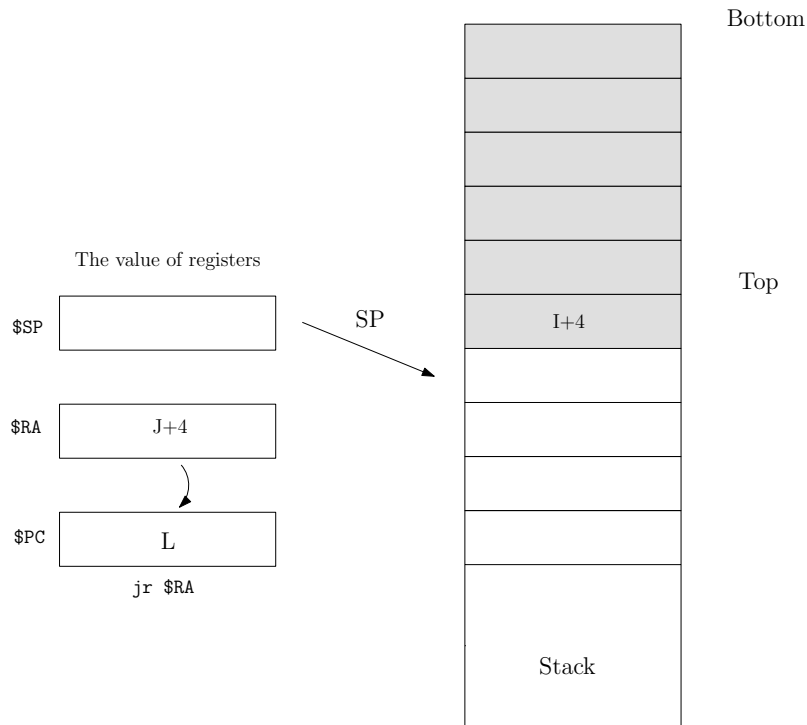 Bottom
The value of registers
Top
SP
$SP
I+4
$RA
J+4
$PC
L
jr $RA
Stack